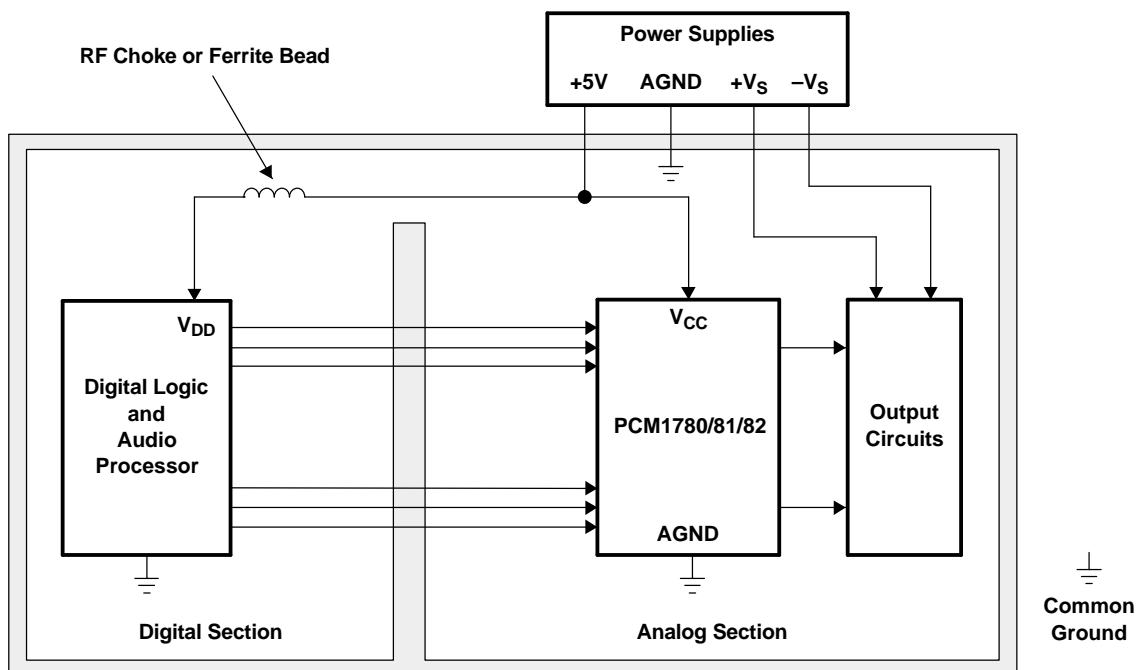 Power Supplies
RF Choke or Ferrite Bead
+5V AGND +VS –VS
VDD
VCC
Digital Logic
and
Audio
Processor
PCM1780/81/82
Output
Circuits
AGND
Common
Ground
Digital Section
Analog Section